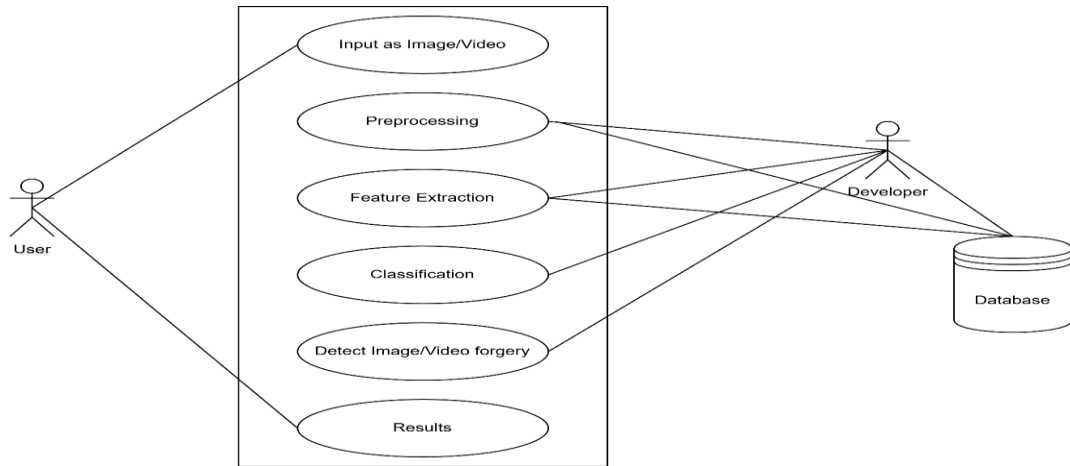 Input as Image/Video
Preprocessing
Feature Extraction
Classification
Detect Image/Video forgery
Results
User
Developer
Database